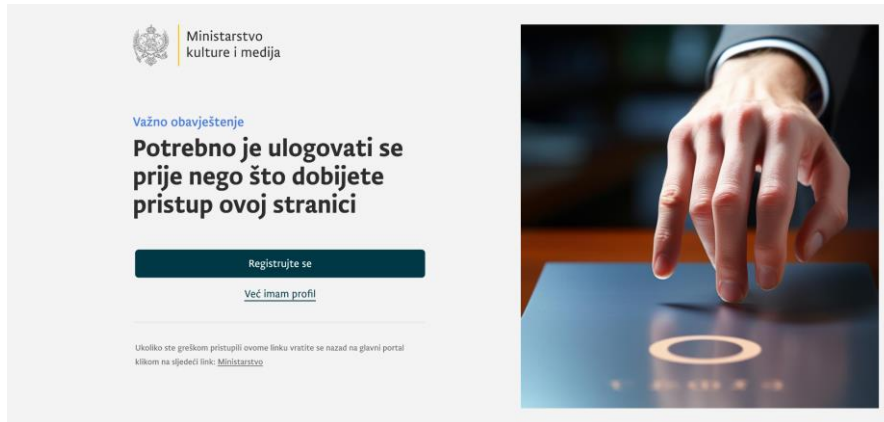 Ministarstvo
kulture i medija
Važno obavještenje
Potrebno je ulogovati se
prije nego što dobijete
pristup ovoj stranici
Registrujte se
Već imam profil
Ukoliko ste greškom pristupili ovome linku vratite se nazad na glavni portal
klikom na sljedeći link: Ministarstvo